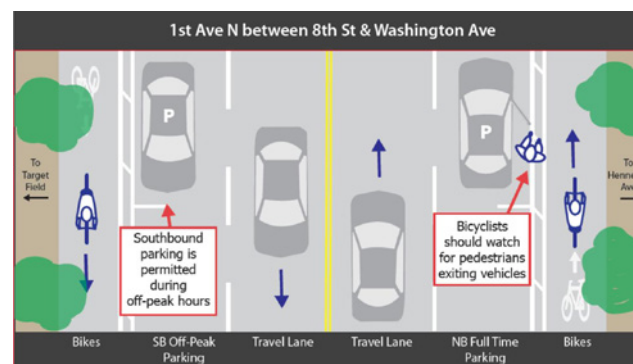 1st Ave N between 8th St & Washington Ave
To
Target
Field
P
P
To
Henne
Ave
Southbound
parking is
permitted
during
off-peak hours
Bicyclists
should watch
for pedestrians
exiting vehicles
Bikes
SB Off-Peak
Parking
Travel Lane
Travel Lane
NB Full Time
Parking
Bikes